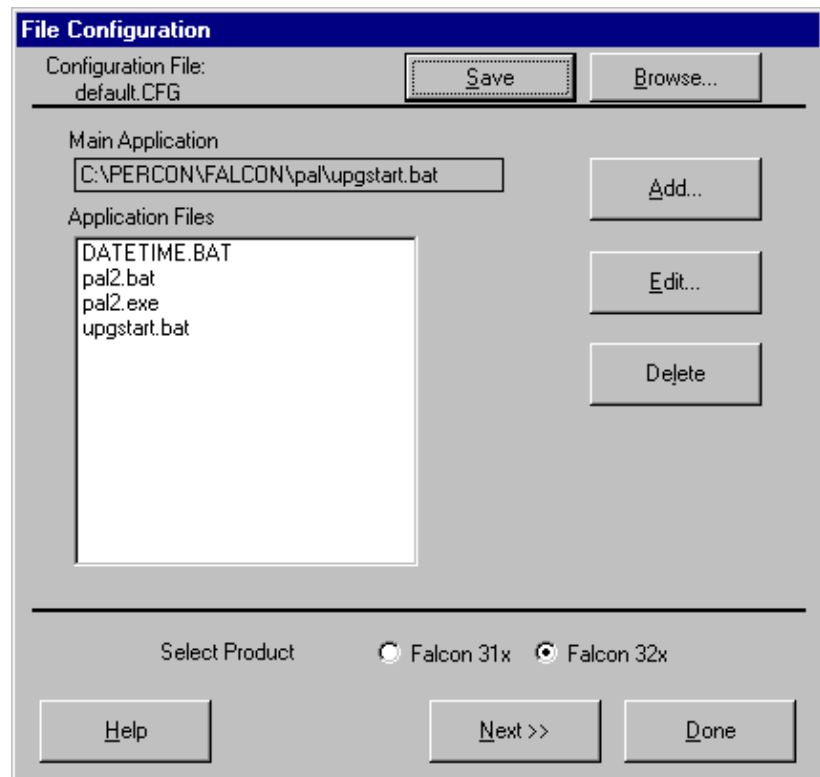 File Configuration
Configuration File:
default.CFG
Save
Browse...
Main Application
C:\PERCON\FALCON\pal\upgstart.bat
Add...
Application Files
DATETIME.BAT
pal2.bat
pal2.exe
upgstart.bat
Edit...
Delete
Select Product
Falcon 31x
Falcon 32x
Help
Next >>
Done